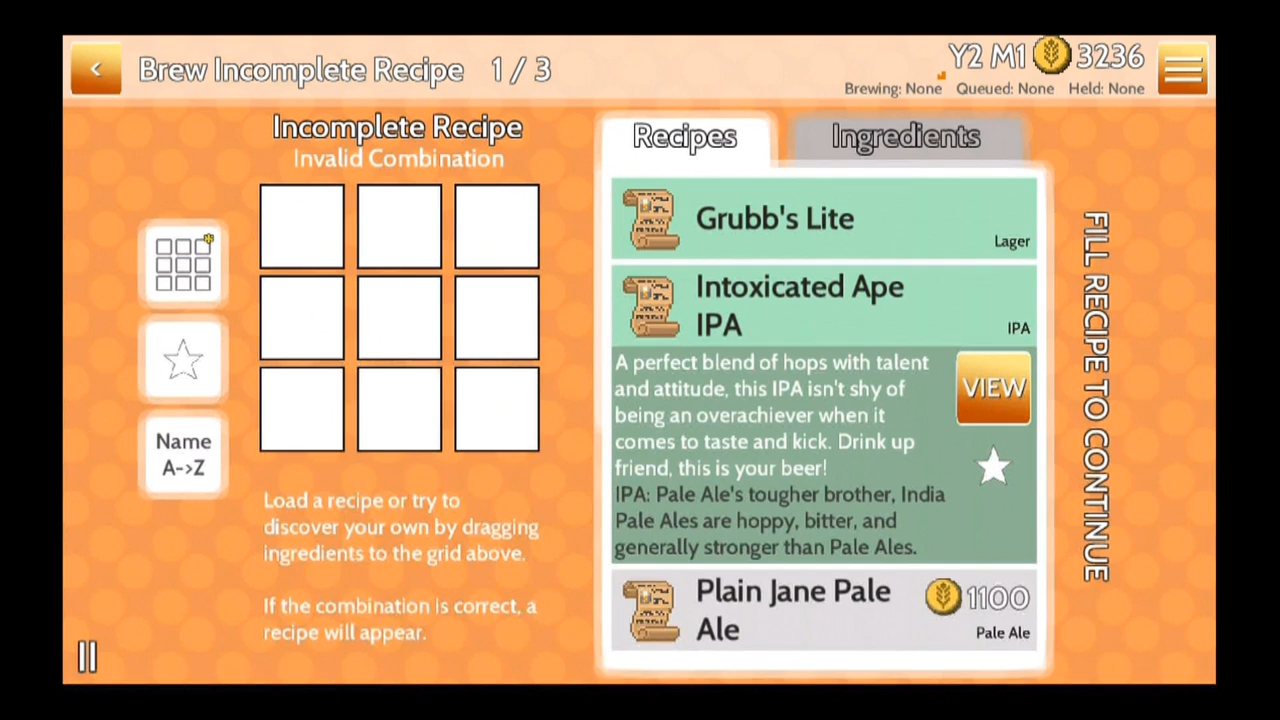 <
Brew Incomplete Recipe 1 / 3
Y2 M1 3236
Brewing: None Queued: None Held: None
Incomplete Recipe
Invalid Combination
Name
A->Z
Load a recipe or try to
discover your own by dragging
ingredients to the grid above.
If the combination is correct, a
recipe will appear.
Recipes
Ingredients
Grubb's Lite
Lager
Intoxicated Ape
IPA
IPA
A perfect blend of hops with talent
and attitude, this IPA isn't shy of
being an overachiever when it
comes to taste and kick. Drink up
friend, this is your beer!
IPA: Pale Ale's tougher brother, India
Pale Ales are hoppy, bitter, and
generally stronger than Pale Ales.
VIEW
Plain Jane Pale
Ale
1100
Pale Ale
FILL RECIPE TO CONTINUE